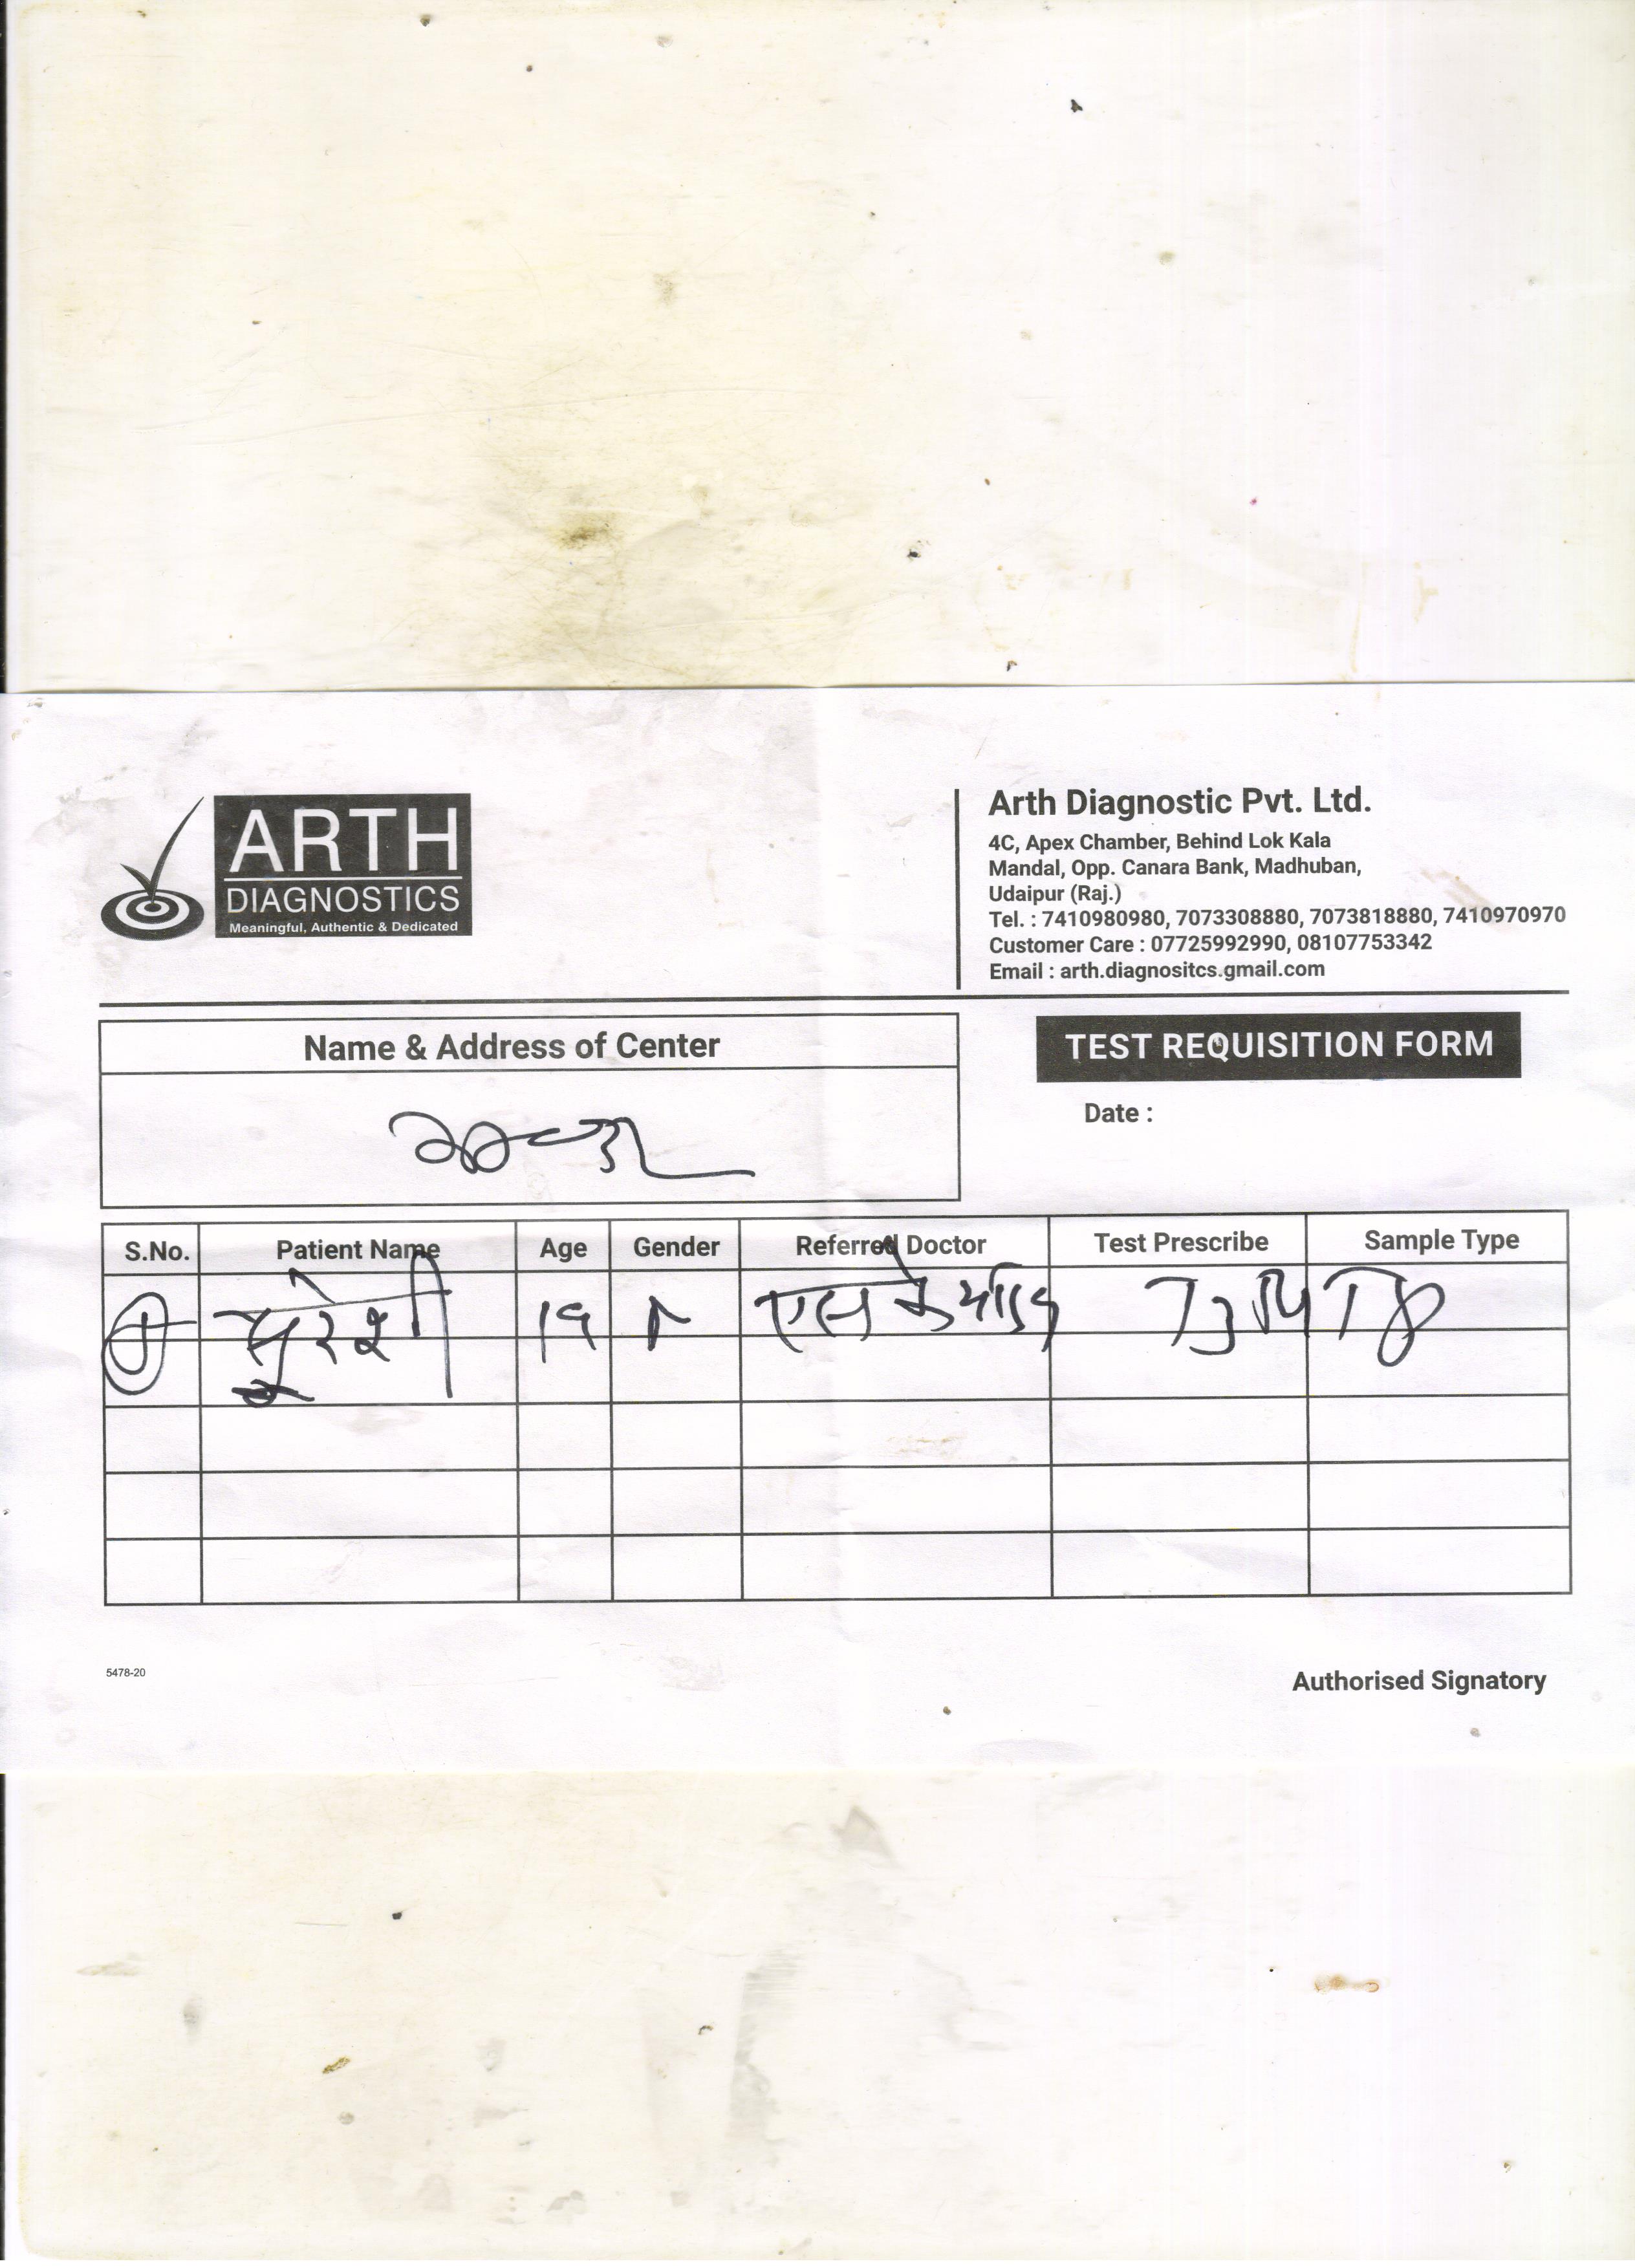 ARTH
DIAGNOSTICS
Meaningful, Authentic & Dedicated
Arth Diagnostic Pvt. Ltd.
4C, Apex Chamber, Behind Lok Kala
Mandal, Opp. Canara Bank, Madhuban,
Udaipur (Raj.)
Tel. : 7410980980, 7073308880, 7073818880, 7410970970
Customer Care : 07725992990, 08107753342
Email : arth.diagnositcs.gmail.com
Name & Address of Center
TEST REQUISITION FORM
Date :
S.No. Patient Name Age Gender Referred Doctor Test Prescribe Sample Type
19 एस के
5478-20
Authorised Signatory